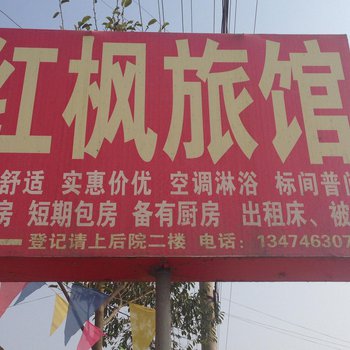 红枫旅馆
舒适 实惠价优 空调淋浴 标间普
房 短期包房 备有厨房 出租床、被
登记请上后院二楼 电话：13474630